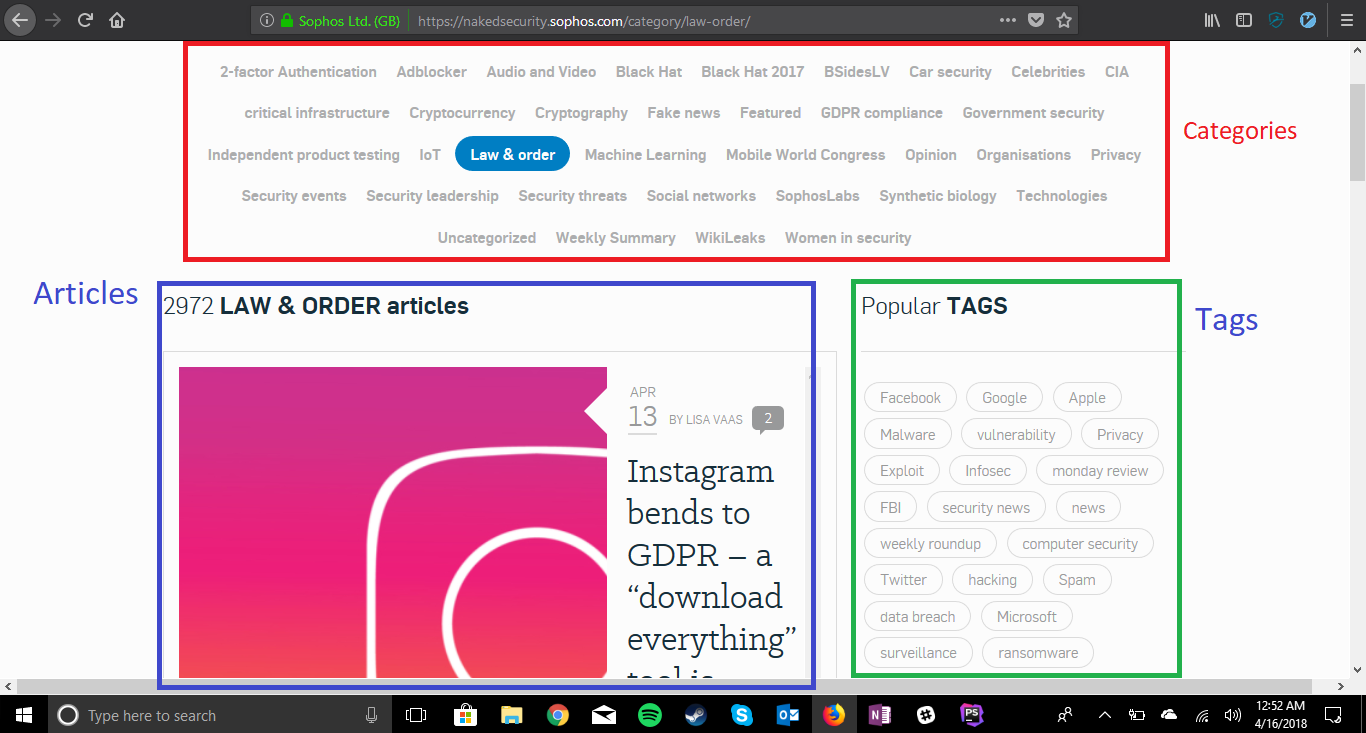 Sophos Ltd. (GB) https://nakedsecurity.sophos.com/category/law-order/
2-factor Authentication Adblocker Audio and Video Black Hat Black Hat 2017 BSidesLV Car security Celebrities CIA
critical infrastructure Cryptocurrency Cryptography Fake news Featured GDPR compliance Government security
Categories
Independent product testing IoT Law & order Machine Learning Mobile World Congress Opinion Organisations Privacy
Security events Security leadership Security threats Social networks SophosLabs Synthetic biology Technologies
Uncategorized Weekly Summary WikiLeaks Women in security
Articles
2972 LAW & ORDER articles
Popular TAGS
Tags
APR
13 BY LISA VAAS 2
Instagram
bends to
GDPR – a
“download
everything”
tool is
Facebook Google Apple
Malware vulnerability Privacy
Exploit Infosec monday review
FBI security news news
weekly roundup computer security
Twitter hacking Spam
data breach Microsoft
surveillance ransomware
Type here to search
12:52 AM
4/16/2018